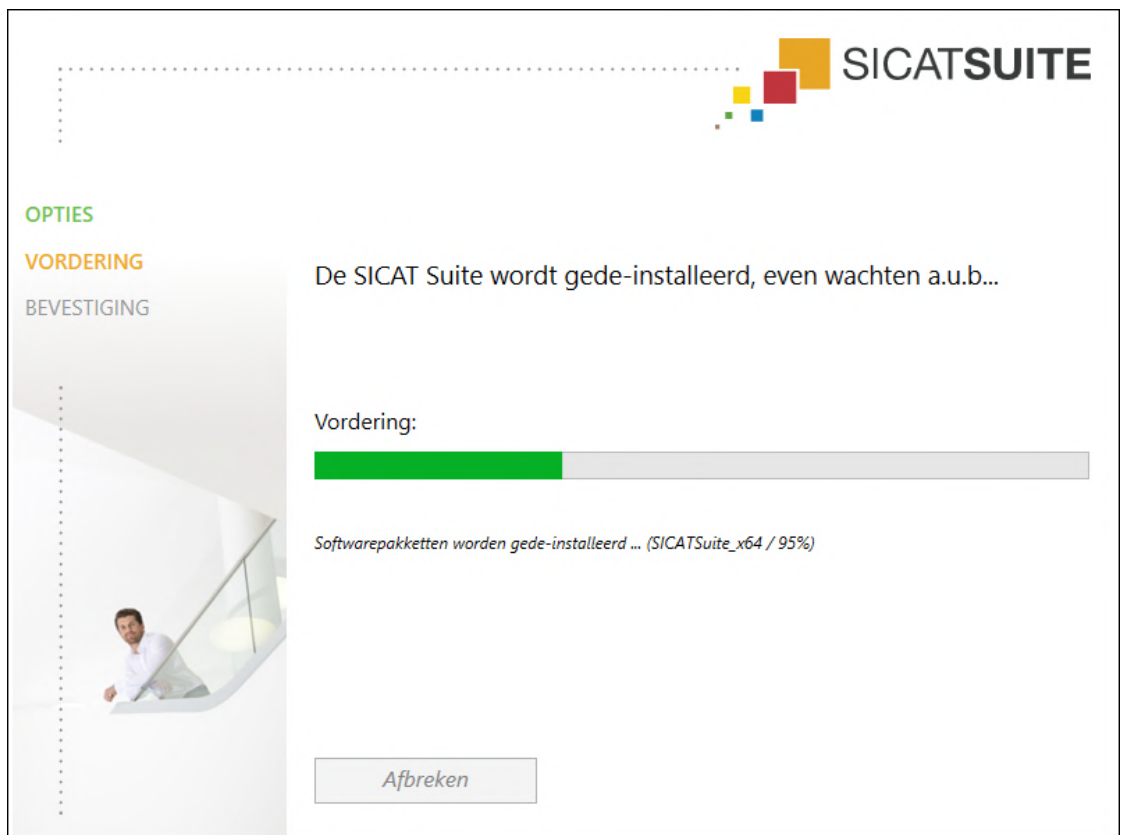 SICATSUITE
OPTIES
VORDERING
BEVESTIGING
De SICAT Suite wordt gede-installeerd, even wachten a.u.b...
Vordering:
Softwarepakketten worden gede-installeerd ... (SICATSuite_x64 / 95%)
Afbreken